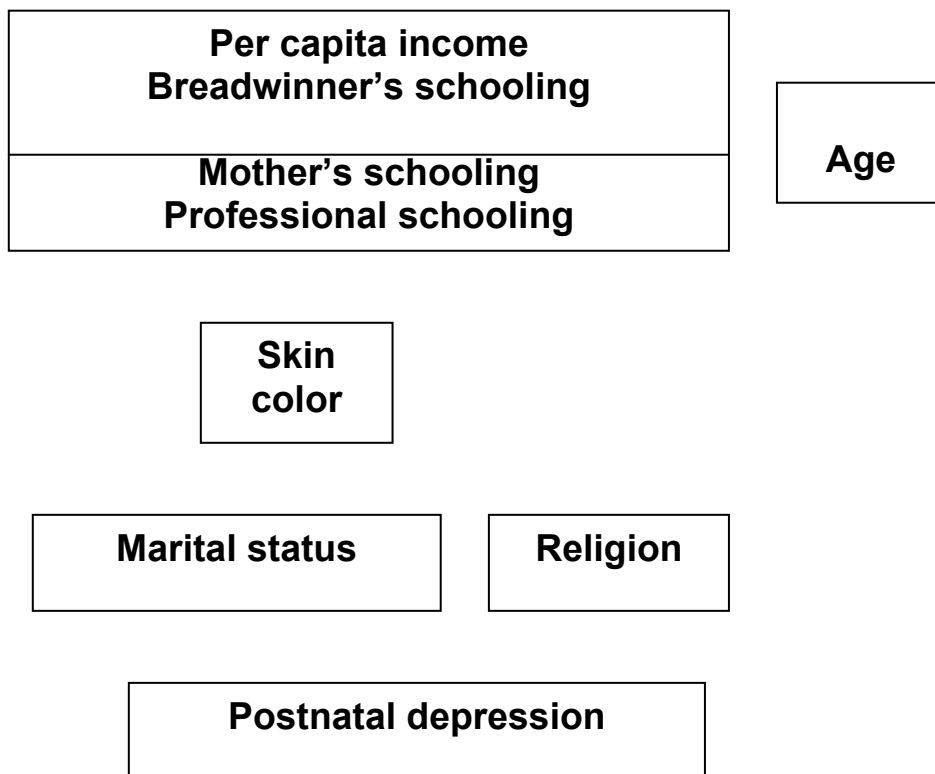 Per capita income
Breadwinner’s schooling
Age
Mother’s schooling
Professional schooling
Skin
color
Marital status
Religion
Postnatal depression